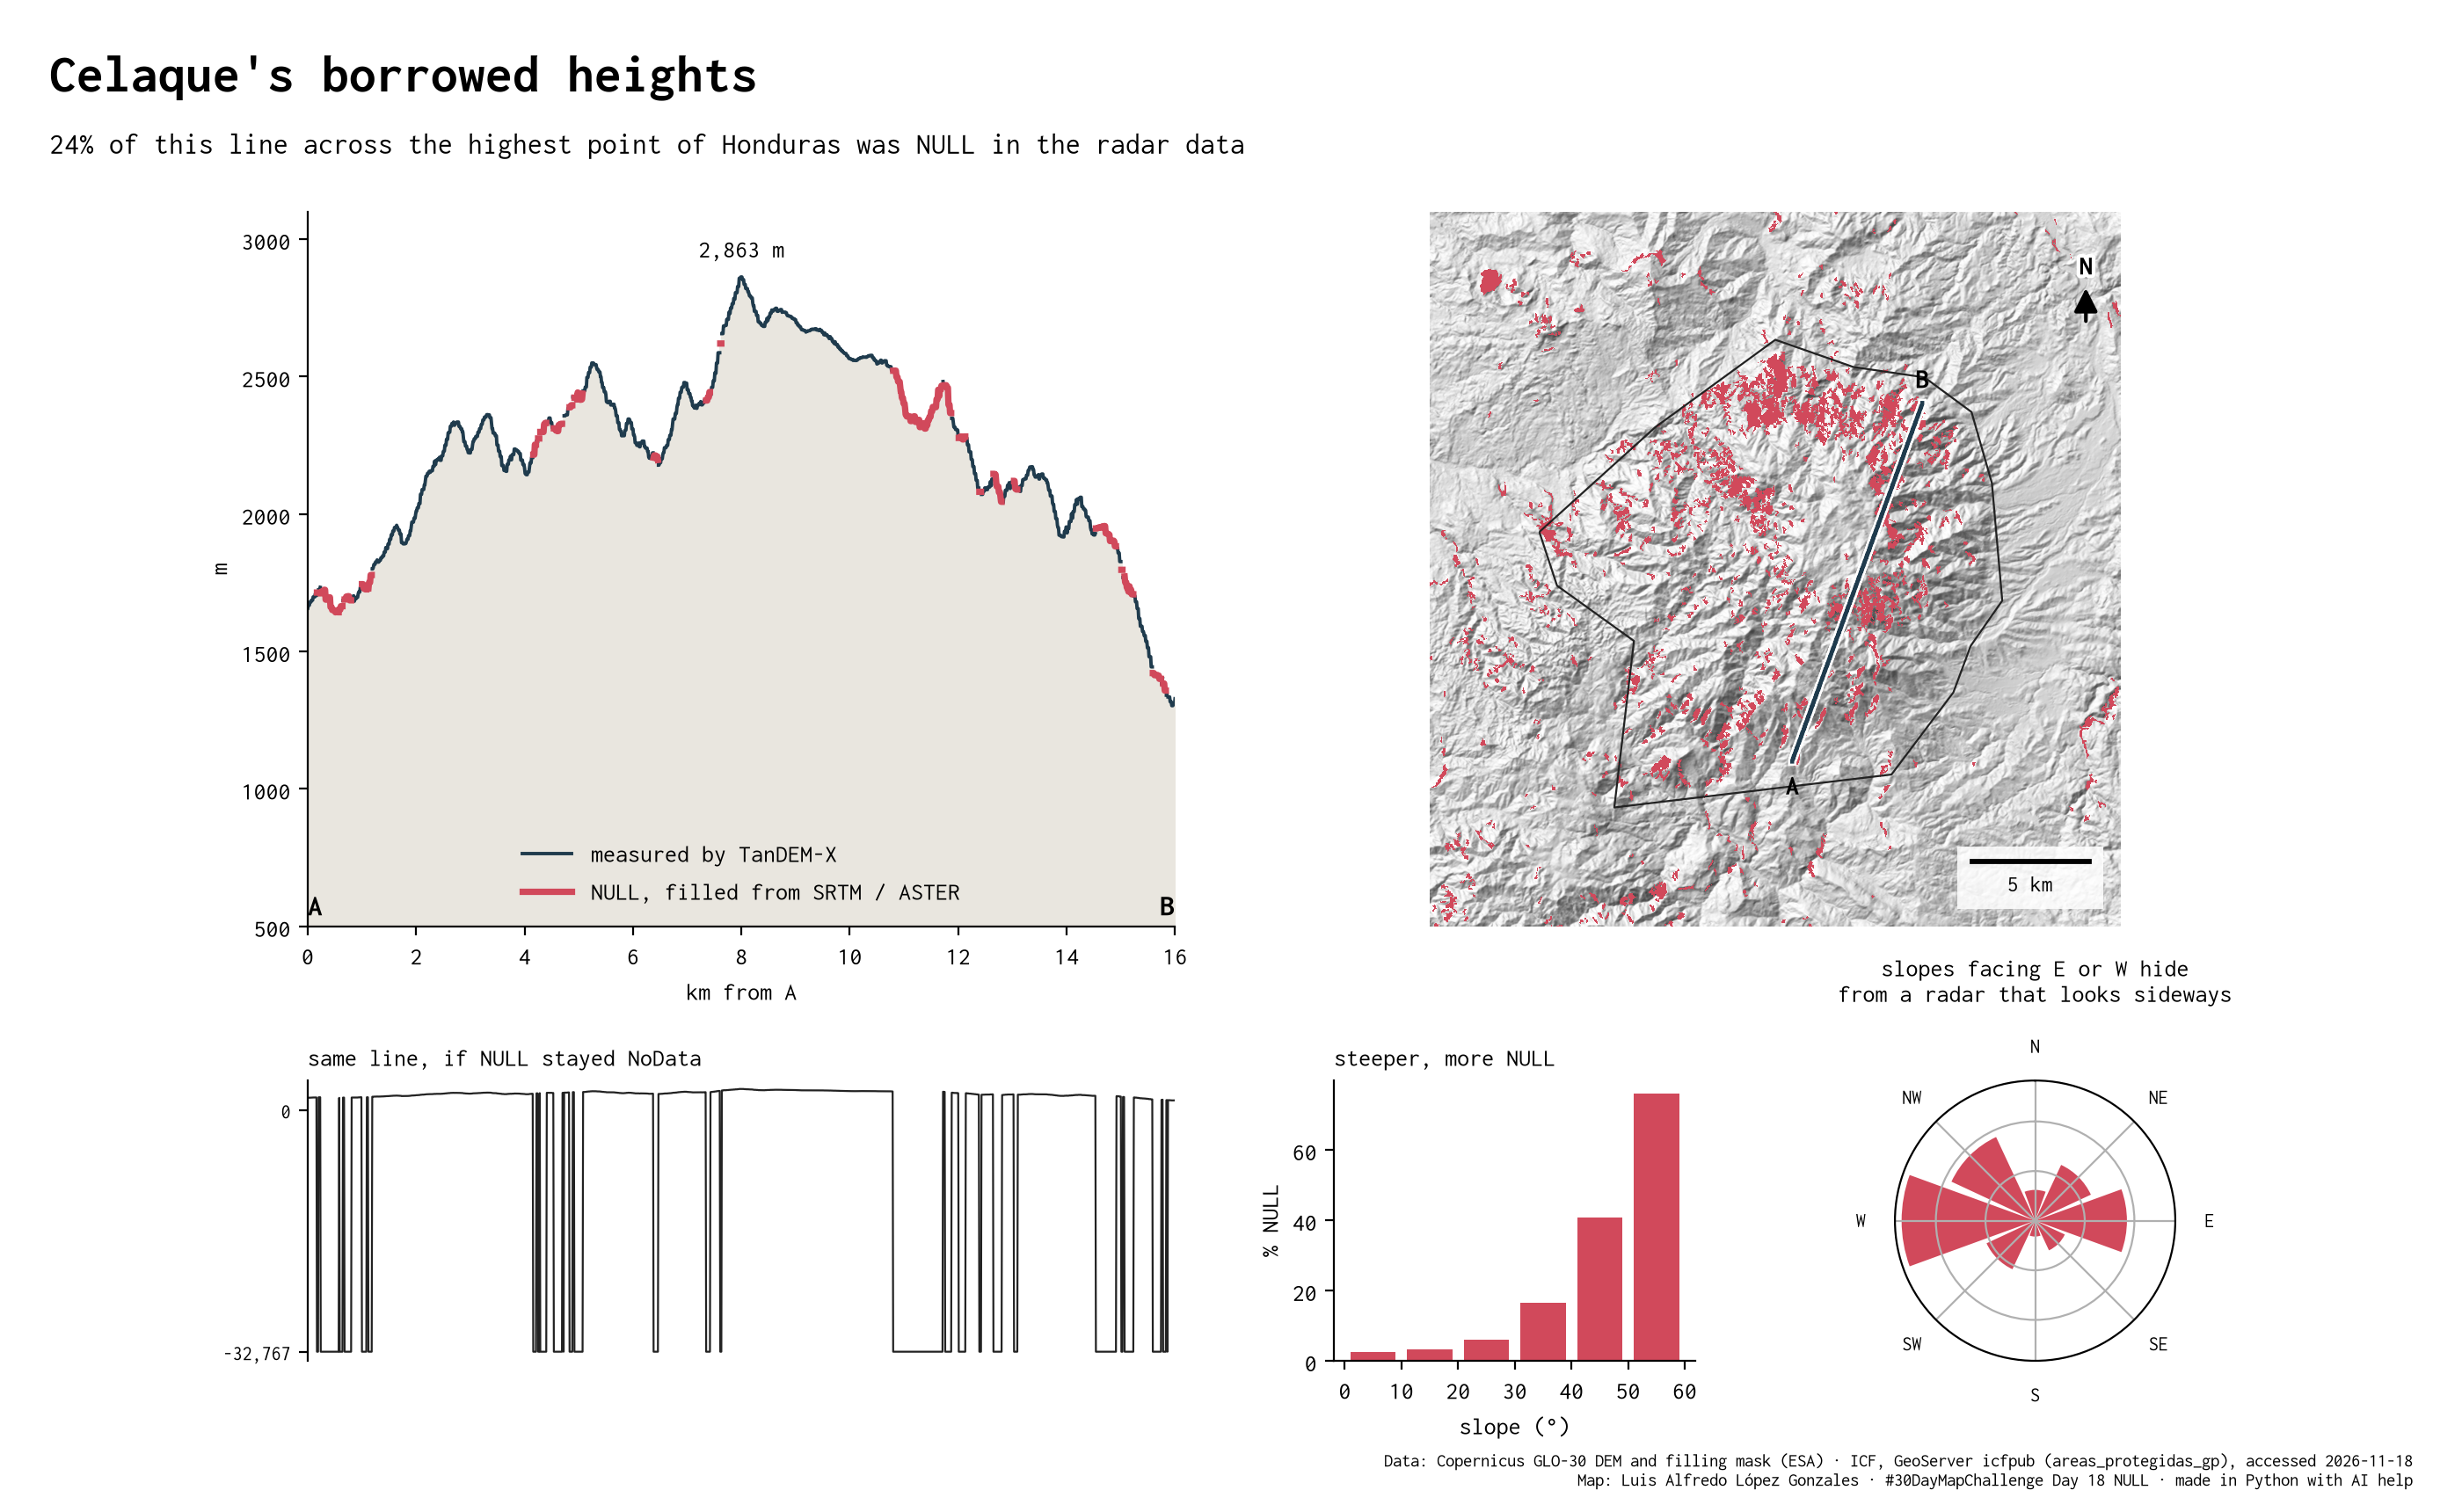 Celaque's borrowed heights
24% of this line across the highest point of Honduras was NULL in the radar data
3000
2500
2000
1500
1000
500
m
2,863 m
measured by TanDEM-X
NULL, filled from SRTM / ASTER
A
B
0 2 4 6 8 10 12 14 16
km from A
N
B
A
5 km
same line, if NULL stayed NoData
0
-32,767
steeper, more NULL
% NULL
60
40
20
0
0 10 20 30 40 50 60
slope (°)
slopes facing E or W hide
from a radar that looks sideways
N
NW
NE
W
E
SW
SE
S
Data: Copernicus GLO-30 DEM and filling mask (ESA) · ICF, GeoServer icfpub (areas_protegidas_gp), accessed 2026-11-18
Map: Luis Alfredo López Gonzales · #30DayMapChallenge Day 18 NULL · made in Python with AI help